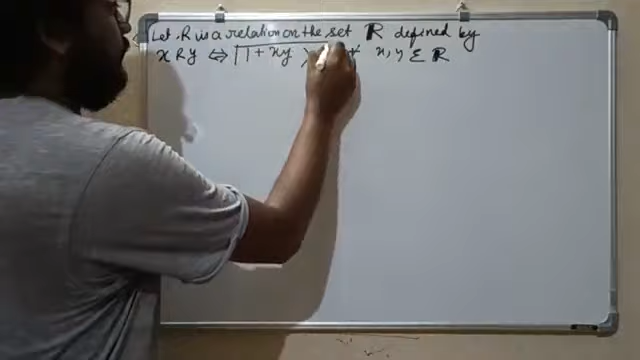 Let R is a relation on the set R defined by
x R y ⇔ 1 + xy > x, y ∈ R